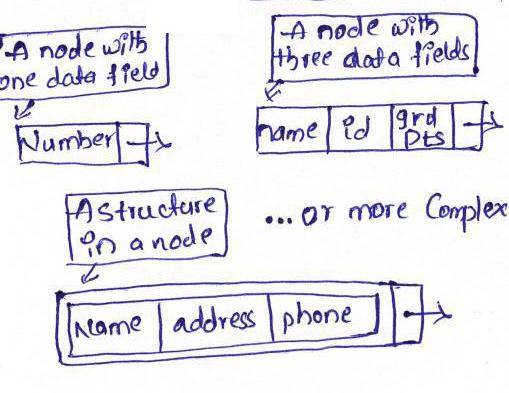 A node with
one data field
Number
A node with
three data fields
name id grd
pts
A structure
in a node
...or more Complex
Name address phone